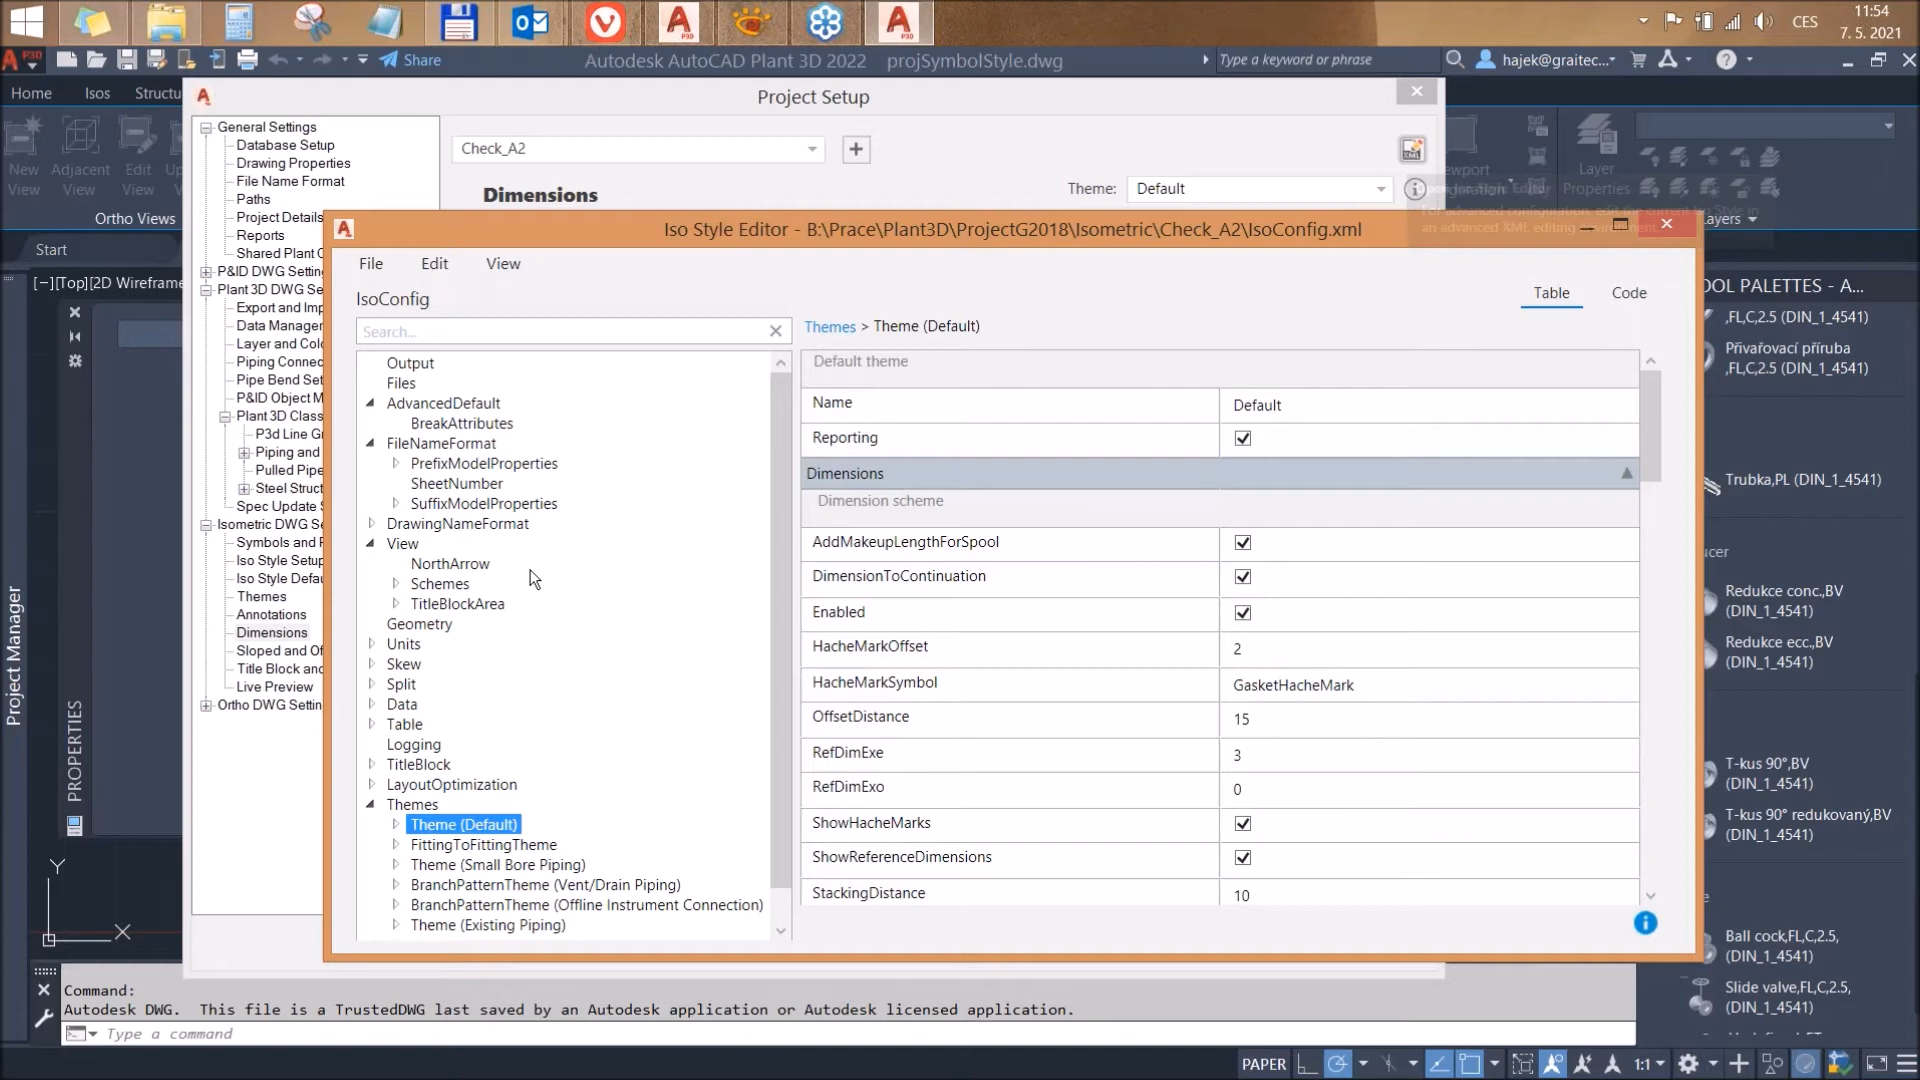 11:54
CES
7. 5. 2021
P3D
Share
Autodesk AutoCAD Plant 3D 2022 projSymbolStyle.dwg
Type a keyword or phrase
hajek@graitec...
Home
Isos
Structu
Project Setup
New
View
Adjacent
View
Edit
View
Ortho Views
Layer
Properties
Start
[−][Top][2D Wireframe
General Settings
Database Setup
Drawing Properties
File Name Format
Paths
Project Details
Reports
Shared Plant C
P&ID DWG Settin
Plant 3D DWG Se
Export and Imp
Data Manager
Layer and Colo
Piping Connec
Pipe Bend Set
P&ID Object M
Plant 3D Class
P3d Line Gr
Piping and
Pulled Pipe
Steel Struct
Spec Update S
Isometric DWG Se
Symbols and F
Iso Style Setup
Iso Style Defau
Themes
Annotations
Dimensions
Sloped and Of
Title Block and
Live Preview
Ortho DWG Settin
Check_A2
Dimensions
Theme:
Default
Iso Style Editor - B:\Prace\Plant3D\ProjectG2018\Isometric\Check_A2\IsoConfig.xml
File
Edit
View
IsoConfig
Table
Code
Search...
Themes > Theme (Default)
Output
Files
AdvancedDefault
BreakAttributes
FileNameFormat
PrefixModelProperties
SheetNumber
SuffixModelProperties
DrawingNameFormat
View
NorthArrow
Schemes
TitleBlockArea
Geometry
Units
Skew
Split
Data
Table
Logging
TitleBlock
LayoutOptimization
Themes
Theme (Default)
FittingToFittingTheme
Theme (Small Bore Piping)
BranchPatternTheme (Vent/Drain Piping)
BranchPatternTheme (Offline Instrument Connection)
Theme (Existing Piping)
Default theme
Name
Default
Reporting
Dimensions
Dimension scheme
AddMakeupLengthForSpool
DimensionToContinuation
Enabled
HacheMarkOffset
2
HacheMarkSymbol
GasketHacheMark
OffsetDistance
15
RefDimExe
3
RefDimExo
0
ShowHacheMarks
ShowReferenceDimensions
StackingDistance
10
OOL PALETTES - A...
,FL,C,2.5 (DIN_1_4541)
Přivařovací příruba
,FL,C,2.5 (DIN_1_4541)
Trubka,PL (DIN_1_4541)
ucer
Redukce conc.,BV
(DIN_1_4541)
Redukce ecc.,BV
(DIN_1_4541)
T-kus 90°,BV
(DIN_1_4541)
T-kus 90° redukovaný,BV
(DIN_1_4541)
Ball cock,FL,C,2.5,
(DIN_1_4541)
Slide valve,FL,C,2.5,
(DIN_1_4541)
Project Manager
PROPERTIES
Y
X
Command:
Autodesk DWG. This file is a TrustedDWG last saved by an Autodesk application or Autodesk licensed application.
Type a command
PAPER
1:1